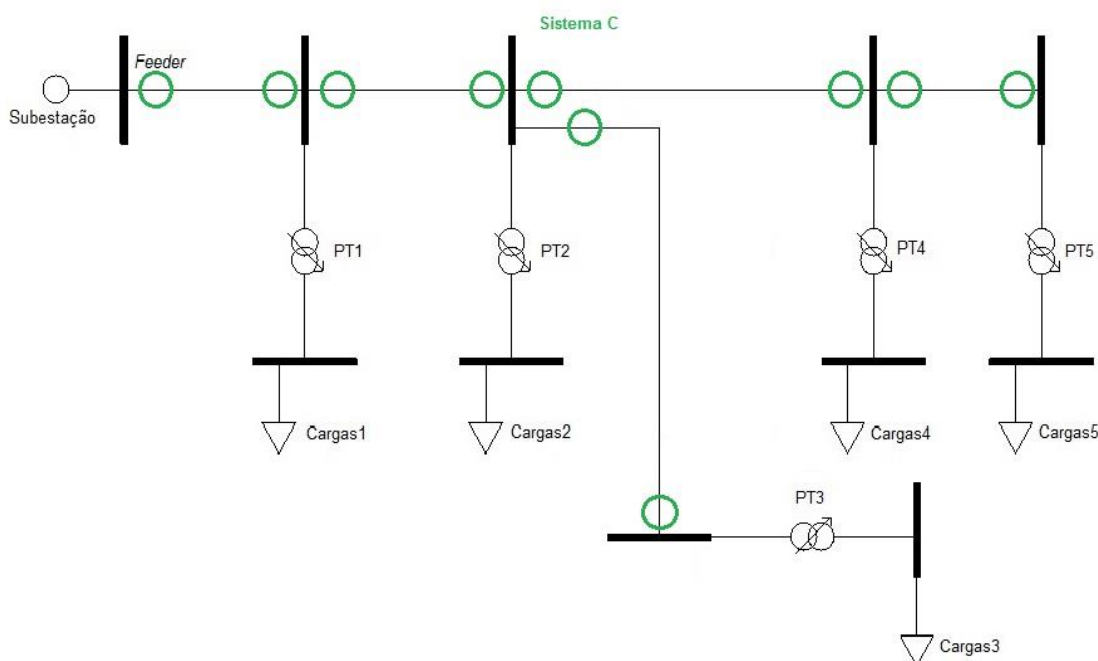 Sistema C
Feeder
Subestação
PT1
PT2
PT4
PT5
Cargas1
Cargas2
Cargas4
Cargas5
PT3
Cargas3